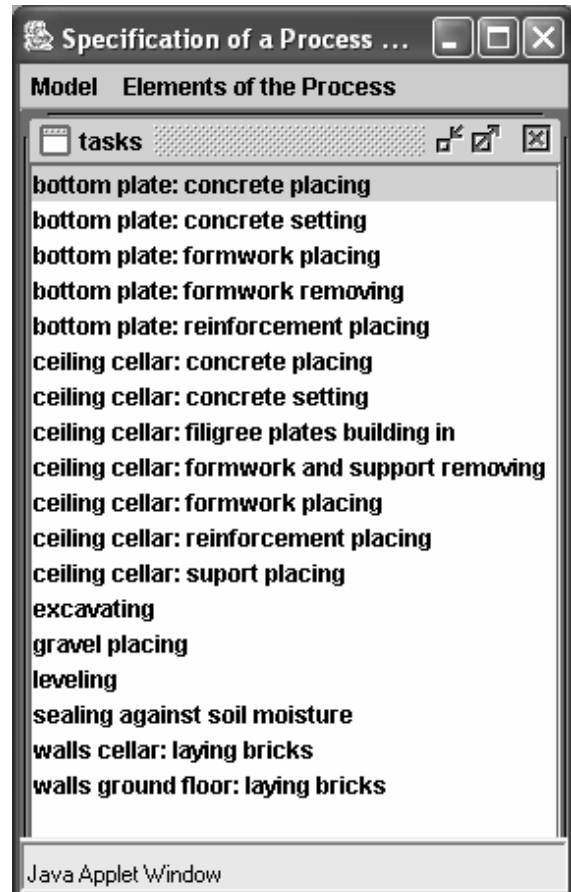 Specification of a Process ...
Model Elements of the Process
tasks
bottom plate: concrete placing
bottom plate: concrete setting
bottom plate: formwork placing
bottom plate: formwork removing
bottom plate: reinforcement placing
ceiling cellar: concrete placing
ceiling cellar: concrete setting
ceiling cellar: filigree plates building in
ceiling cellar: formwork and support removing
ceiling cellar: formwork placing
ceiling cellar: reinforcement placing
ceiling cellar: suport placing
excavating
gravel placing
leveling
sealing against soil moisture
walls cellar: laying bricks
walls ground floor: laying bricks
Java Applet Window